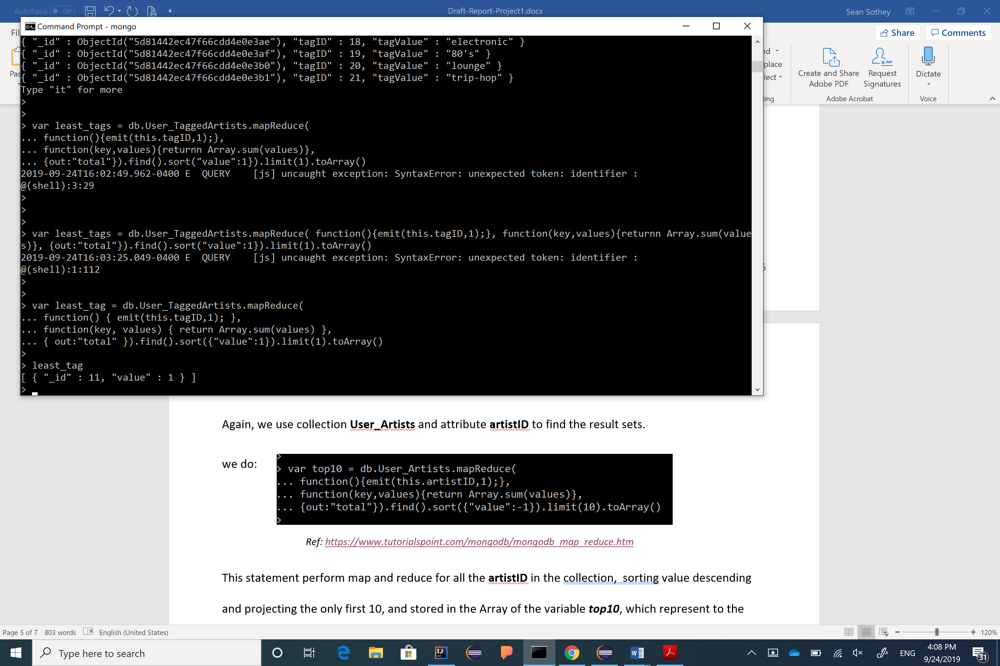 AutoSave Off
Draft-Report-Project1.docx
Sean Sothey
Command Prompt - mongo
Share
Comments
Create and Share
Adobe PDF
Request
Signatures
Adobe Acrobat
Dictate
Voice
{ "_id" : ObjectId("5d81442ec47f66cdd4e0e3ae"), "tagID" : 18, "tagValue" : "electronic" }
{ "_id" : ObjectId("5d81442ec47f66cdd4e0e3af"), "tagID" : 19, "tagValue" : "80's" }
{ "_id" : ObjectId("5d81442ec47f66cdd4e0e3b0"), "tagID" : 20, "tagValue" : "lounge" }
{ "_id" : ObjectId("5d81442ec47f66cdd4e0e3b1"), "tagID" : 21, "tagValue" : "trip-hop" }
Type "it" for more
>
>
> var least_tags = db.User_TaggedArtists.mapReduce(
... function(){emit(this.tagID,1);},
... function(key,values){returnn Array.sum(values)},
... {out:"total"}).find().sort("value":1}).limit(1).toArray()
2019-09-24T16:02:49.962-0400 E  QUERY    [js] uncaught exception: SyntaxError: unexpected token: identifier :
@(shell):3:29
>
>
>
> var least_tags = db.User_TaggedArtists.mapReduce( function(){emit(this.tagID,1);}, function(key,values){returnn Array.sum(value
s)}, {out:"total"}).find().sort("value":1}).limit(1).toArray()
2019-09-24T16:03:25.049-0400 E  QUERY    [js] uncaught exception: SyntaxError: unexpected token: identifier :
@(shell):1:112
>
>
> var least_tag = db.User_TaggedArtists.mapReduce(
... function() { emit(this.tagID,1); },
... function(key, values) { return Array.sum(values) },
... { out:"total" }).find().sort({"value":1}).limit(1).toArray()
>
> least_tag
[ { "_id" : 11, "value" : 1 } ]
>
Again, we use collection User_Artists and attribute artistID to find the result sets.
we do:
>
> var top10 = db.User_Artists.mapReduce(
... function(){emit(this.artistID,1);},
... function(key,values){return Array.sum(values)},
... {out:"total"}).find().sort({"value":-1}).limit(10).toArray()
>
Ref: https://www.tutorialspoint.com/mongodb/mongodb_map_reduce.htm
This statement perform map and reduce for all the artistID in the collection,  sorting value descending
and projecting the only first 10, and stored in the Array of the variable top10, which represent to the
Page 5 of 7 803 words English (United States)
120%
Type here to search
ENG
4:08 PM
9/24/2019
31